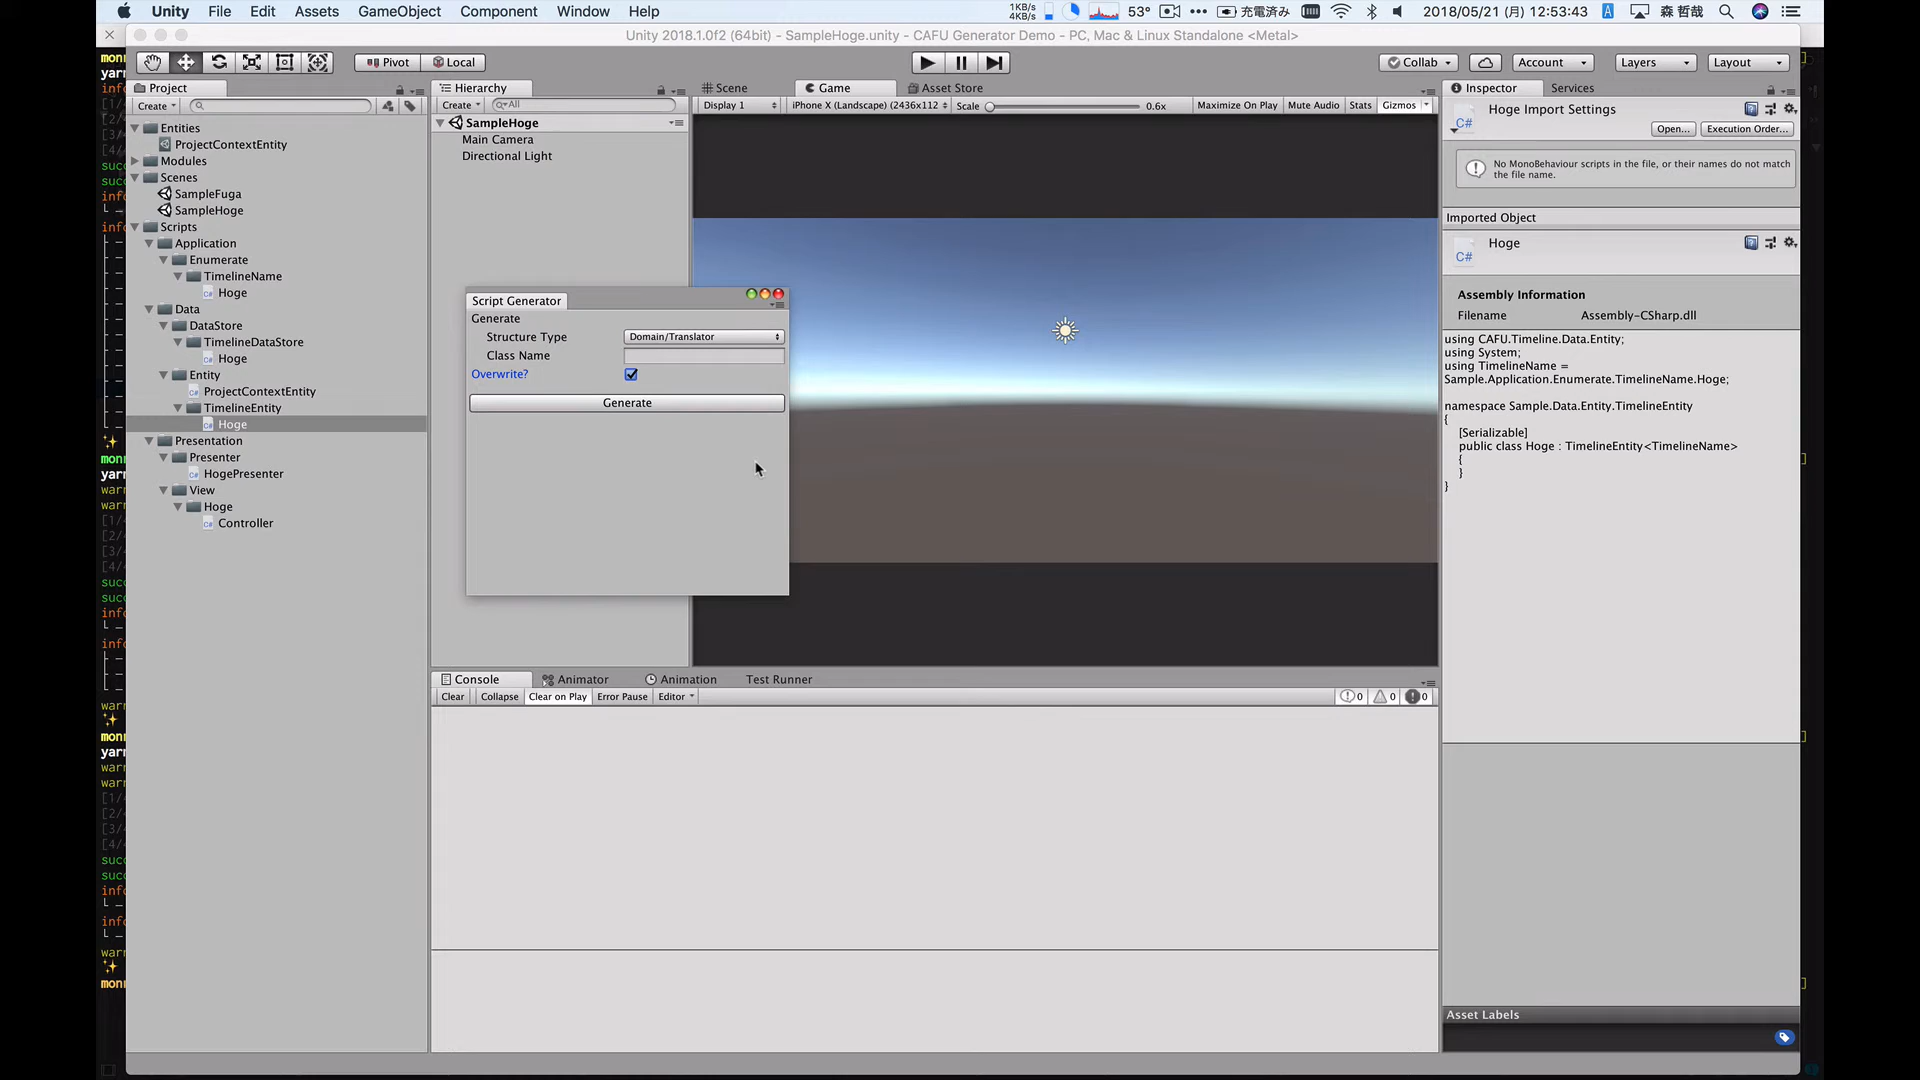 Unity File Edit Assets GameObject Component Window Help
1KB/s
4KB/s
53° 充電済み 2018/05/21 (月) 12:53:43 A 森 哲哉
Unity 2018.1.0f2 (64bit) - SampleHoge.unity - CAFU Generator Demo - PC, Mac & Linux Standalone <Metal>
Pivot Local Collab Account Layers Layout
Project
Create
Entities
ProjectContextEntity
Modules
Scenes
SampleFuga
SampleHoge
Scripts
Application
Enumerate
TimelineName
Hoge
Data
DataStore
TimelineDataStore
Hoge
Entity
ProjectContextEntity
TimelineEntity
Hoge
Presentation
Presenter
HogePresenter
View
Hoge
Controller
Hierarchy
Create All
SampleHoge
Main Camera
Directional Light
Script Generator
Generate
Structure Type Domain/Translator
Class Name
Overwrite?
Generate
Scene Game Asset Store
Display 1 iPhone X (Landscape) (2436x112 Scale 0.6x Maximize On Play Mute Audio Stats Gizmos
Console Animator Animation Test Runner
Clear Collapse Clear on Play Error Pause Editor 0 0 0
Inspector Services
Hoge Import Settings
C#
Open... Execution Order...
No MonoBehaviour scripts in the file, or their names do not match
the file name.
Imported Object
Hoge
C#
Assembly Information
Filename Assembly-CSharp.dll
using CAFU.Timeline.Data.Entity;
using System;
using TimelineName =
Sample.Application.Enumerate.TimelineName.Hoge;
namespace Sample.Data.Entity.TimelineEntity
{
[Serializable]
public class Hoge : TimelineEntity<TimelineName>
{
}
}
Asset Labels